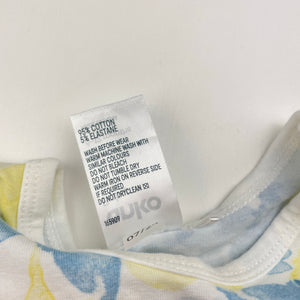 95% COTTON
5% ELASTANE
WASH BEFORE WEAR
WARM MACHINE WASH WITH
SIMILAR COLOURS
DO NOT BLEACH
DO NOT TUMBLE DRY
WARM IRON ON REVERSE SIDE
IF REQUIRED
DO NOT DRYCLEAN